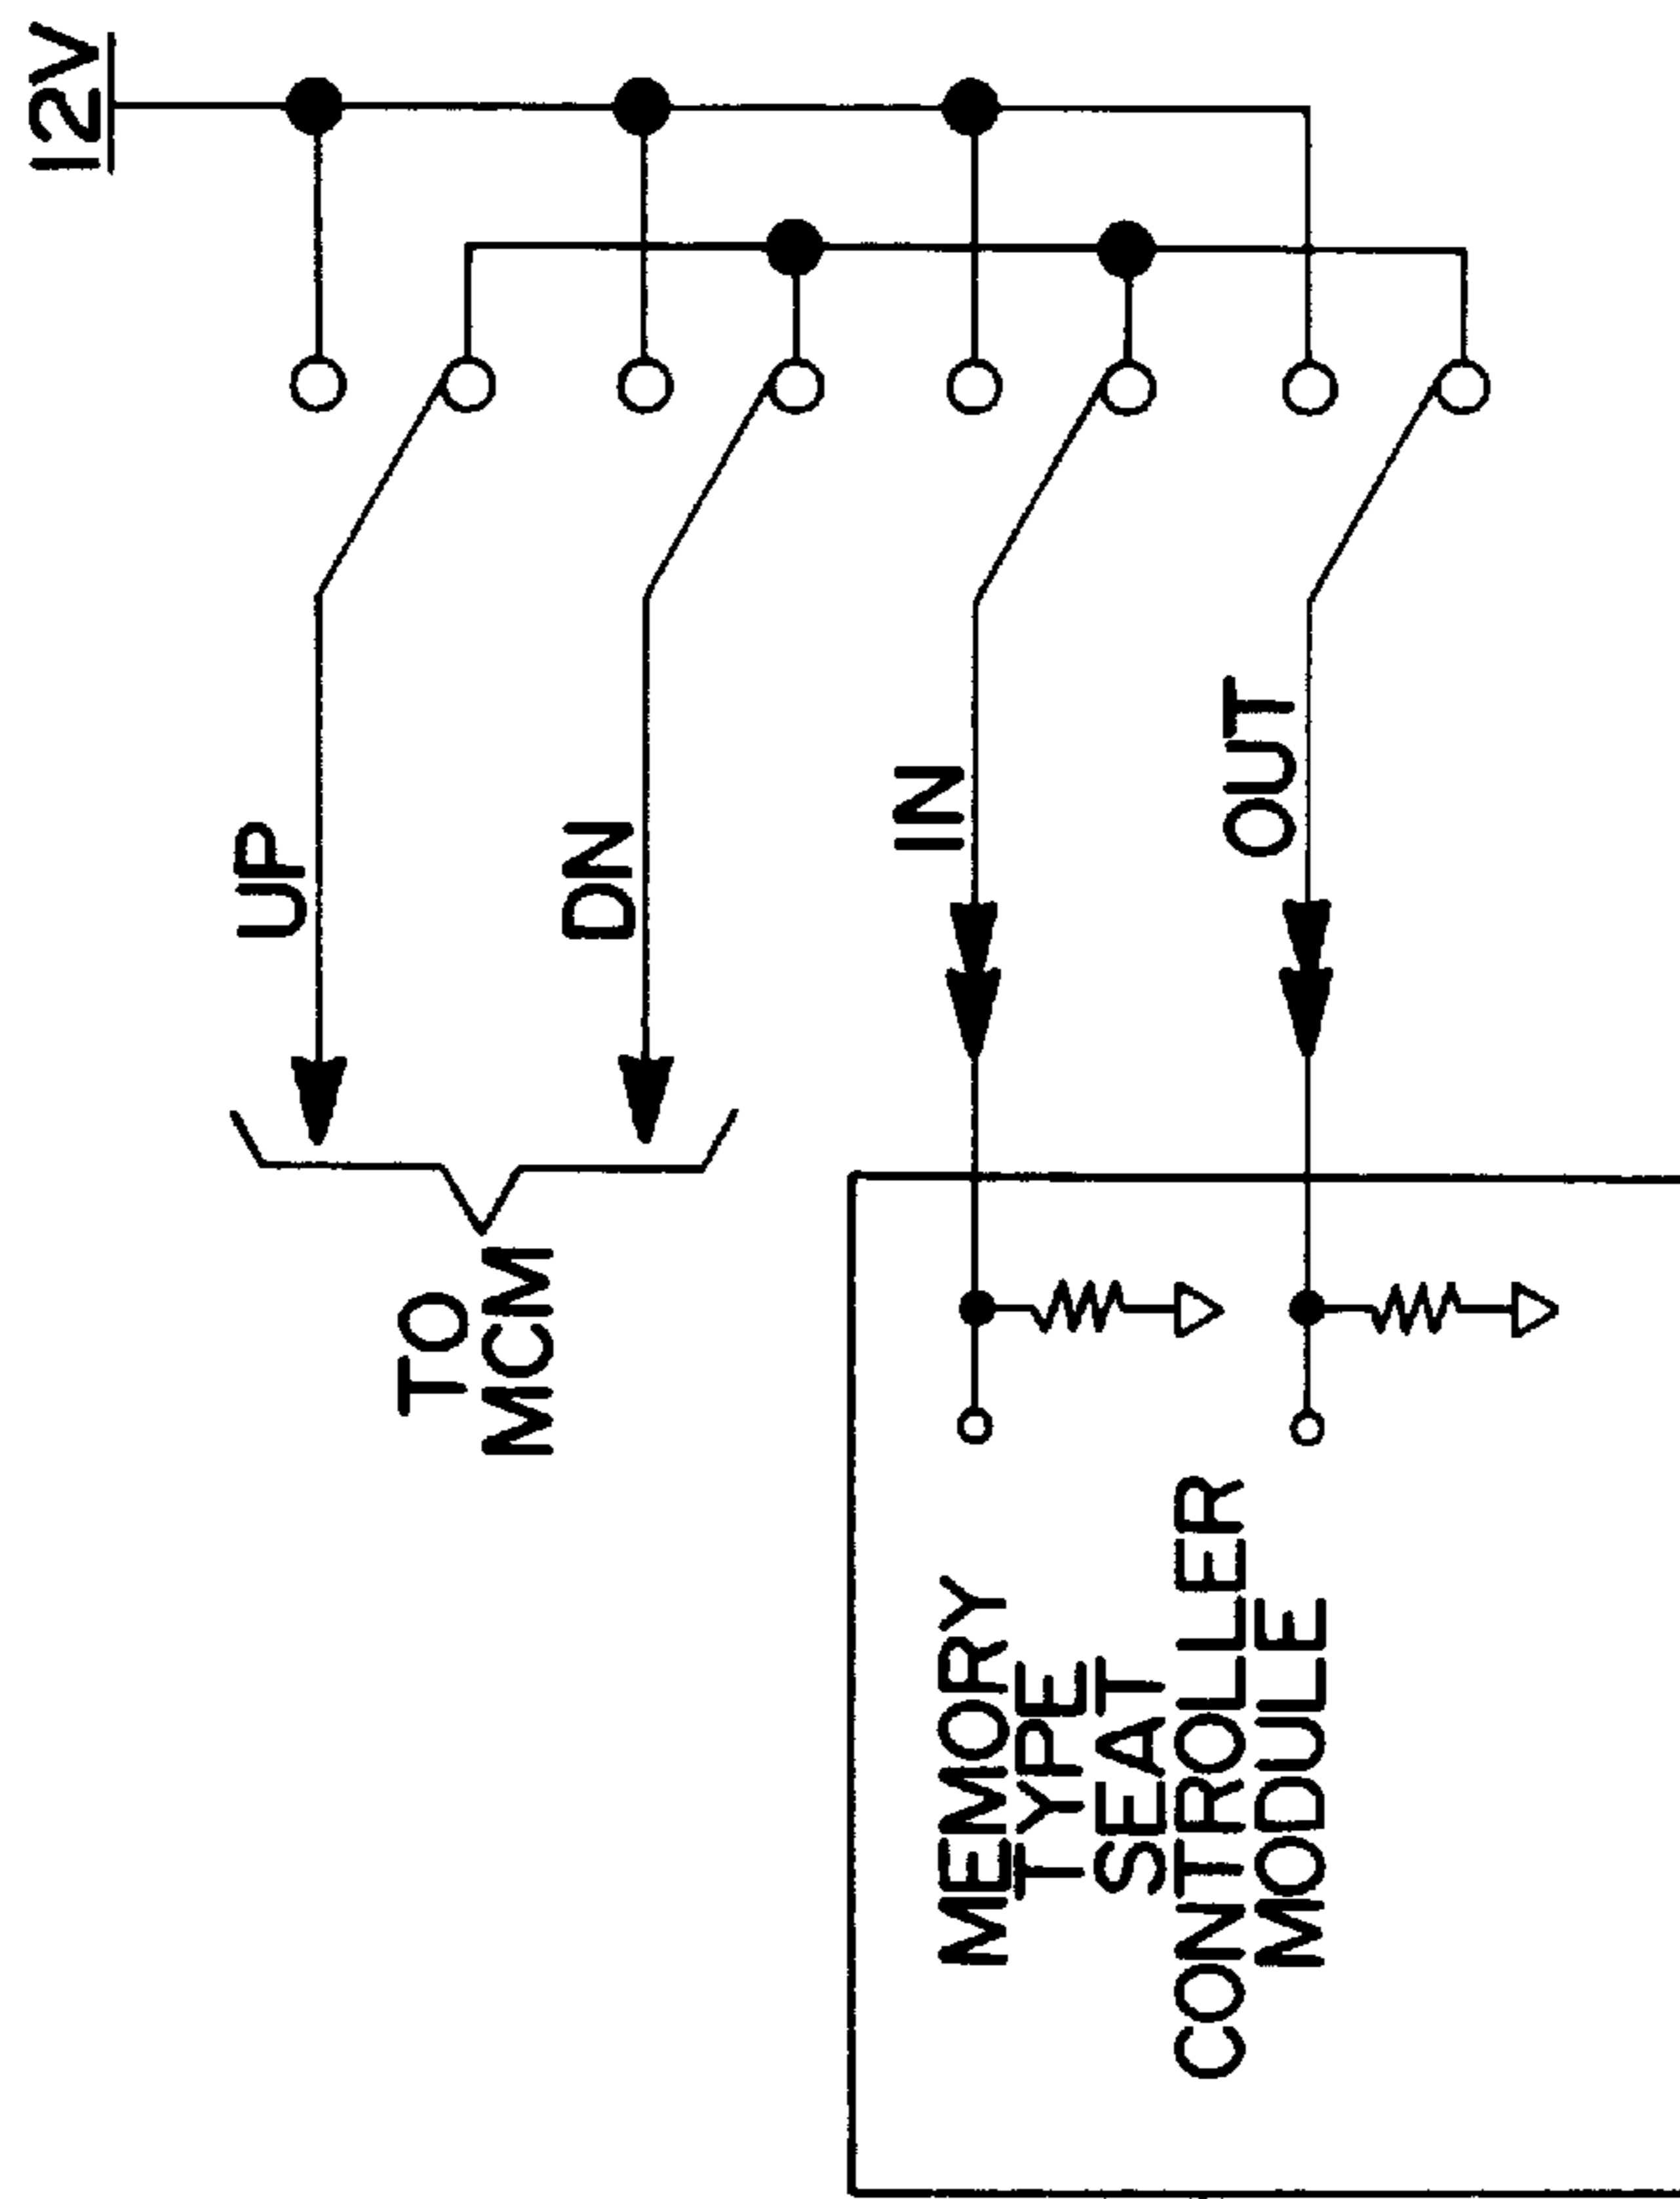 12V
UP
DN
IN
OUT
TO
MCM
MEMORY
TYPE
SEAT
CONTROLLER
MODULE